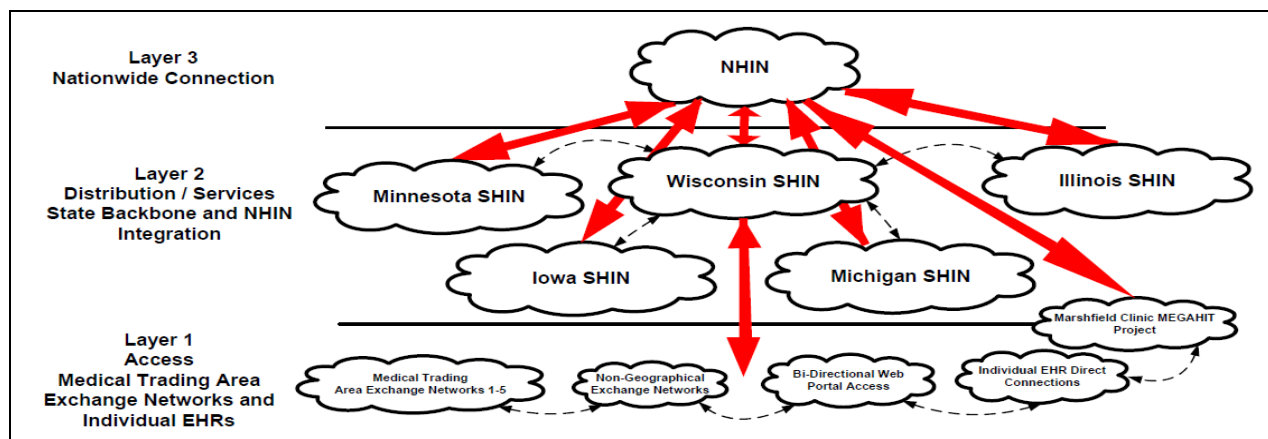 Layer 3
Nationwide Connection
NHIN
Layer 2
Distribution / Services
State Backbone and NHIN
Integration
Minnesota SHIN
Wisconsin SHIN
Illinois SHIN
Iowa SHIN
Michigan SHIN
Layer 1
Access
Medical Trading Area
Exchange Networks and
Individual EHRs
Marshfield Clinic MEGAHIT
Project
Medical Trading
Area Exchange Networks 1-5
Non-Geographical
Exchange Networks
Bi-Directional Web
Portal Access
Individual EHR Direct
Connections